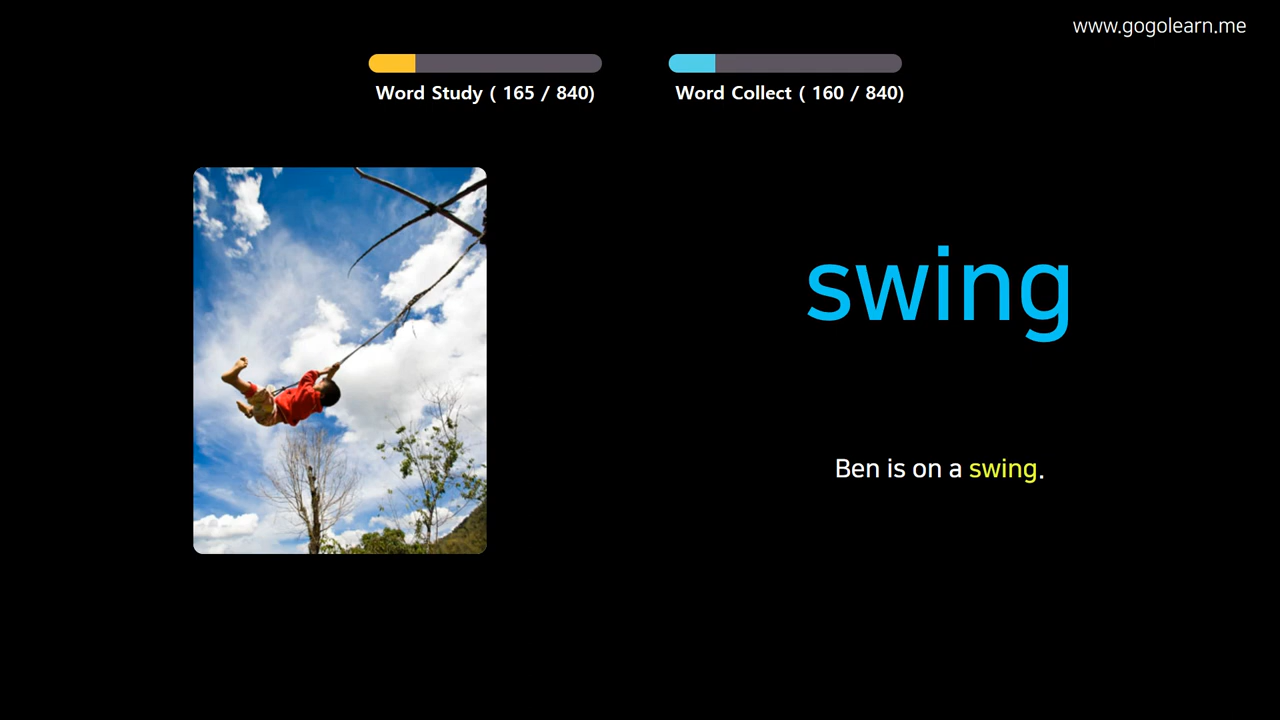 www.gogolearn.me
Word Study ( 165 / 840)
Word Collect ( 160 / 840)
swing
Ben is on a swing.